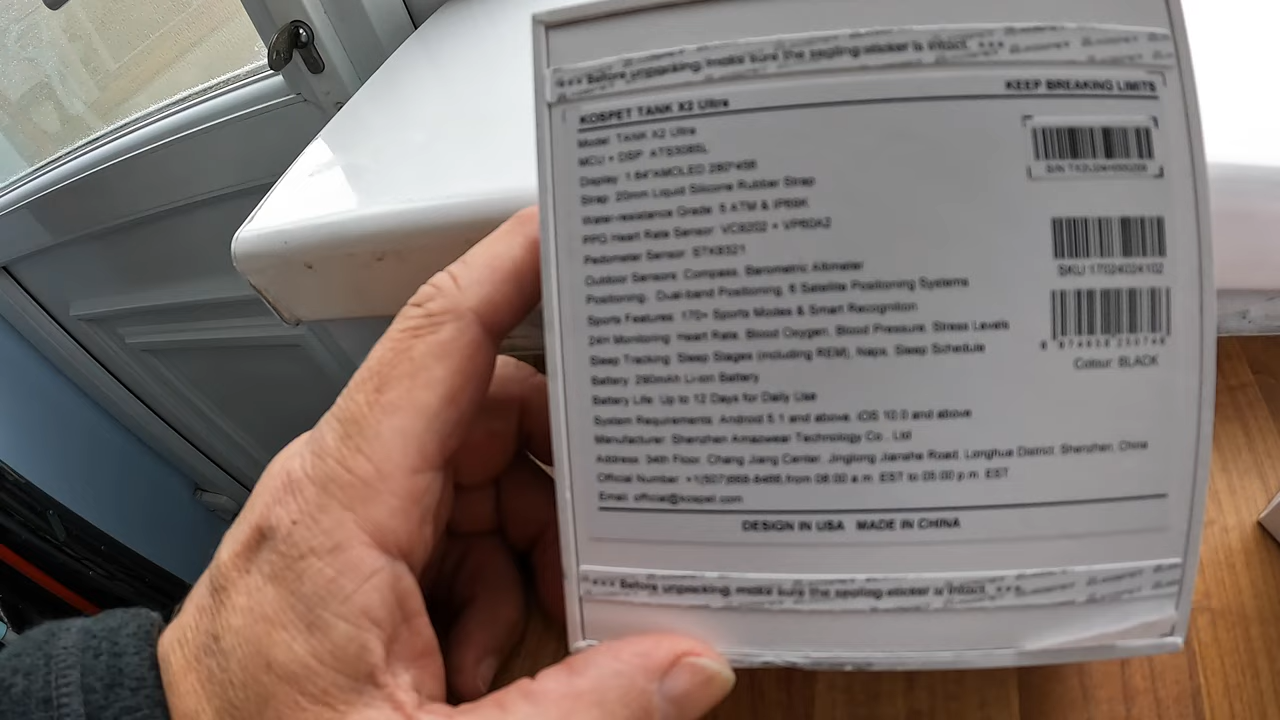 Before unpacking, make sure the sealing sticker is intact.
KOSPET TANK X2 Ultra
KEEP BREAKING LIMITS
Model: TANK X2 Ultra
MCU + DSP: ATS3085L
Display: 1.64"AMOLED 280*456
Strap: 20mm Liquid Silicone Rubber Strap
Water-resistance Grade: 5 ATM & IP69K
PPG Heart Rate Sensor: VC9202 + VP60A2
Pedometer Sensor: STK8321
Outdoor Sensors: Compass, Barometric Altimeter
Positioning: Dual-band Positioning, 6 Satellite Positioning Systems
Sports Features: 170+ Sports Modes & Smart Recognition
24H Monitoring: Heart Rate, Blood Oxygen, Blood Pressure, Stress Levels
Sleep Tracking: Sleep Stages (including REM), Naps, Sleep Schedule
Battery: 280mAh Li-ion Battery
Battery Life: Up to 12 Days for Daily Use
System Requirements: Android 5.1 and above, iOS 10.0 and above
Manufacturer: Shenzhen Amazwear Technology Co., Ltd
Address: 34th Floor, Chang Jiang Center, Jinglong Jianshe Road, Longhua District, Shenzhen, China
Official Number: from 08:00 a.m. EST to 05:00 p.m. EST
Email: official@kospet.com
S/N:
SKU:
Colour: BLACK
DESIGN IN USA MADE IN CHINA
Before unpacking, make sure the sealing sticker is intact.